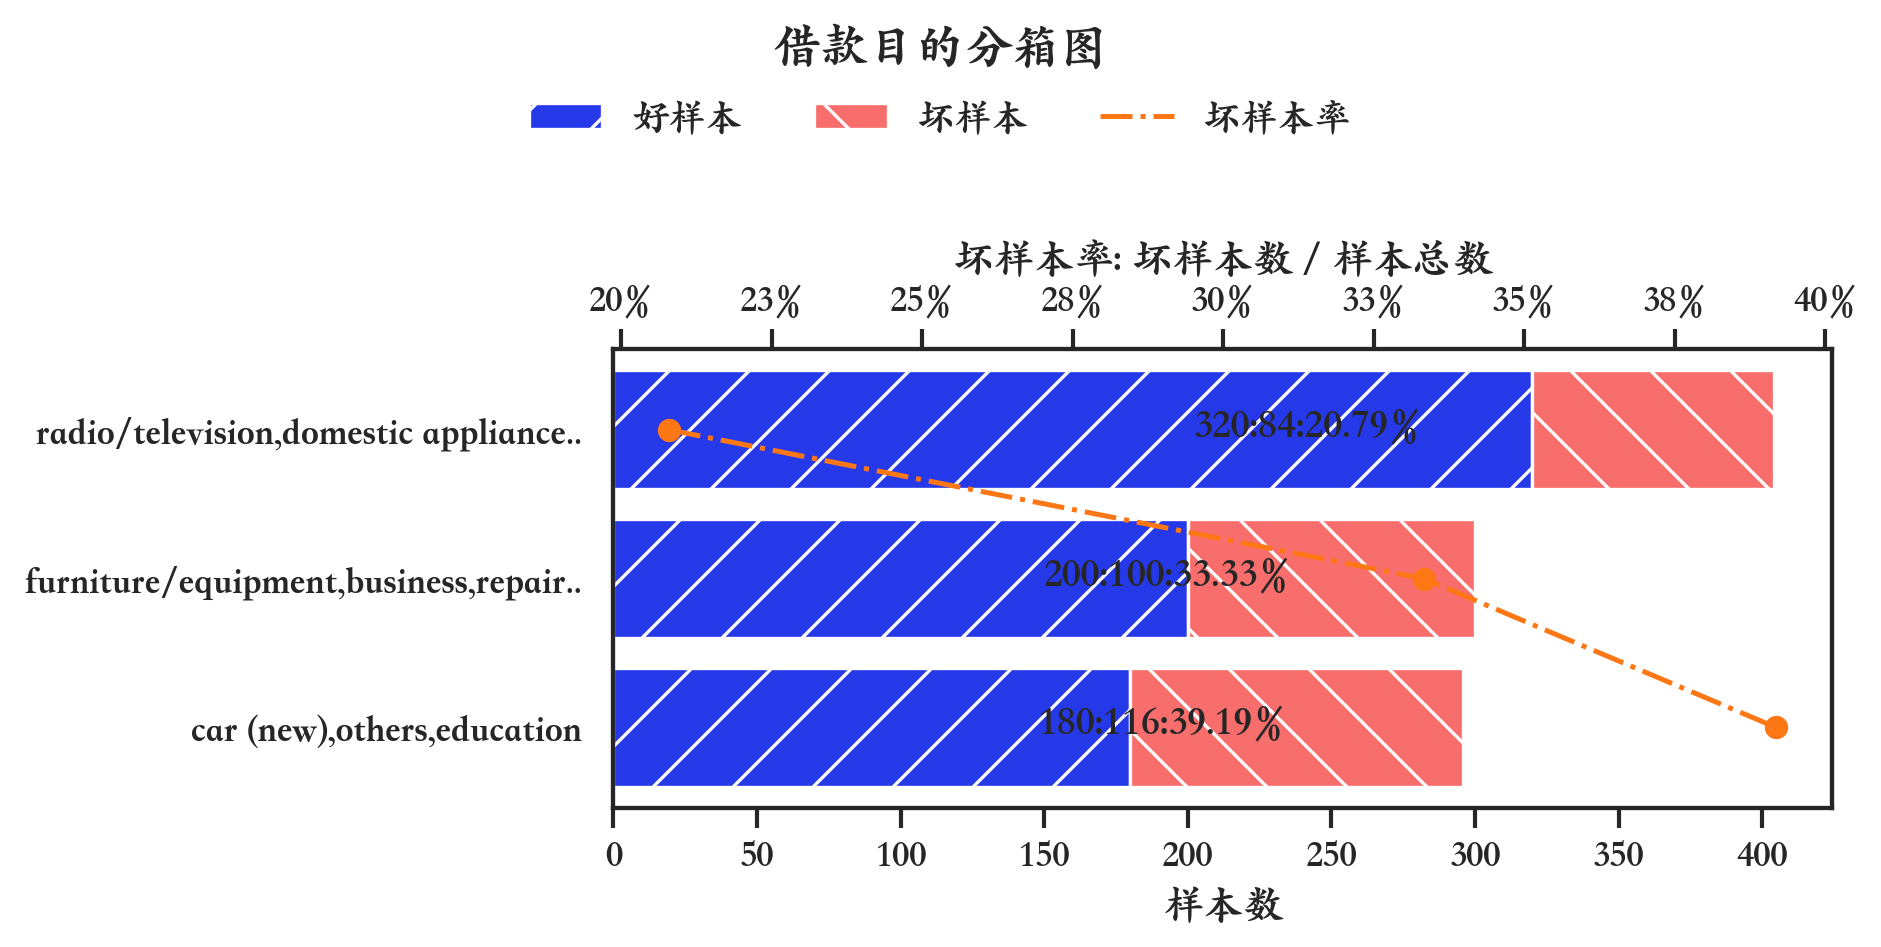 借款目的分箱图
好样本 坏样本 坏样本率
坏样本率: 坏样本数 / 样本总数
20% 23% 25% 28% 30% 33% 35% 38% 40%
radio/television,domestic appliance..
320:84:20.79%
furniture/equipment,business,repair..
200:100:33.33%
car (new),others,education
180:116:39.19%
0 50 100 150 200 250 300 350 400
样本数